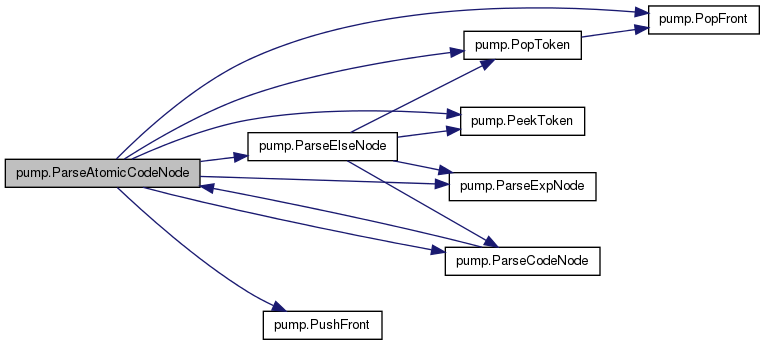 pump.PopFront
pump.PopToken
pump.PeekToken
pump.ParseElseNode
pump.ParseAtomicCodeNode
pump.ParseExpNode
pump.ParseCodeNode
pump.PushFront